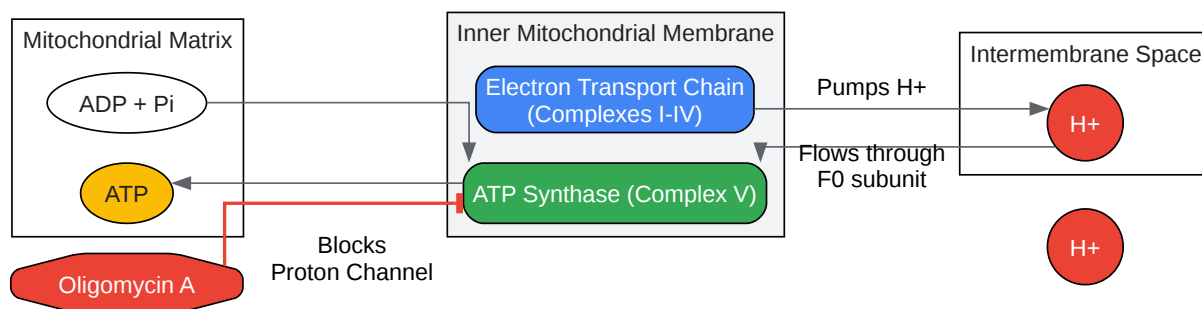 Mitochondrial Matrix
ADP + Pi
ATP
Oligomycin A
Blocks
Proton Channel
Inner Mitochondrial Membrane
Electron Transport Chain
(Complexes I-IV)
ATP Synthase (Complex V)
Pumps H+
Flows through
F0 subunit
Intermembrane Space
H+
H+